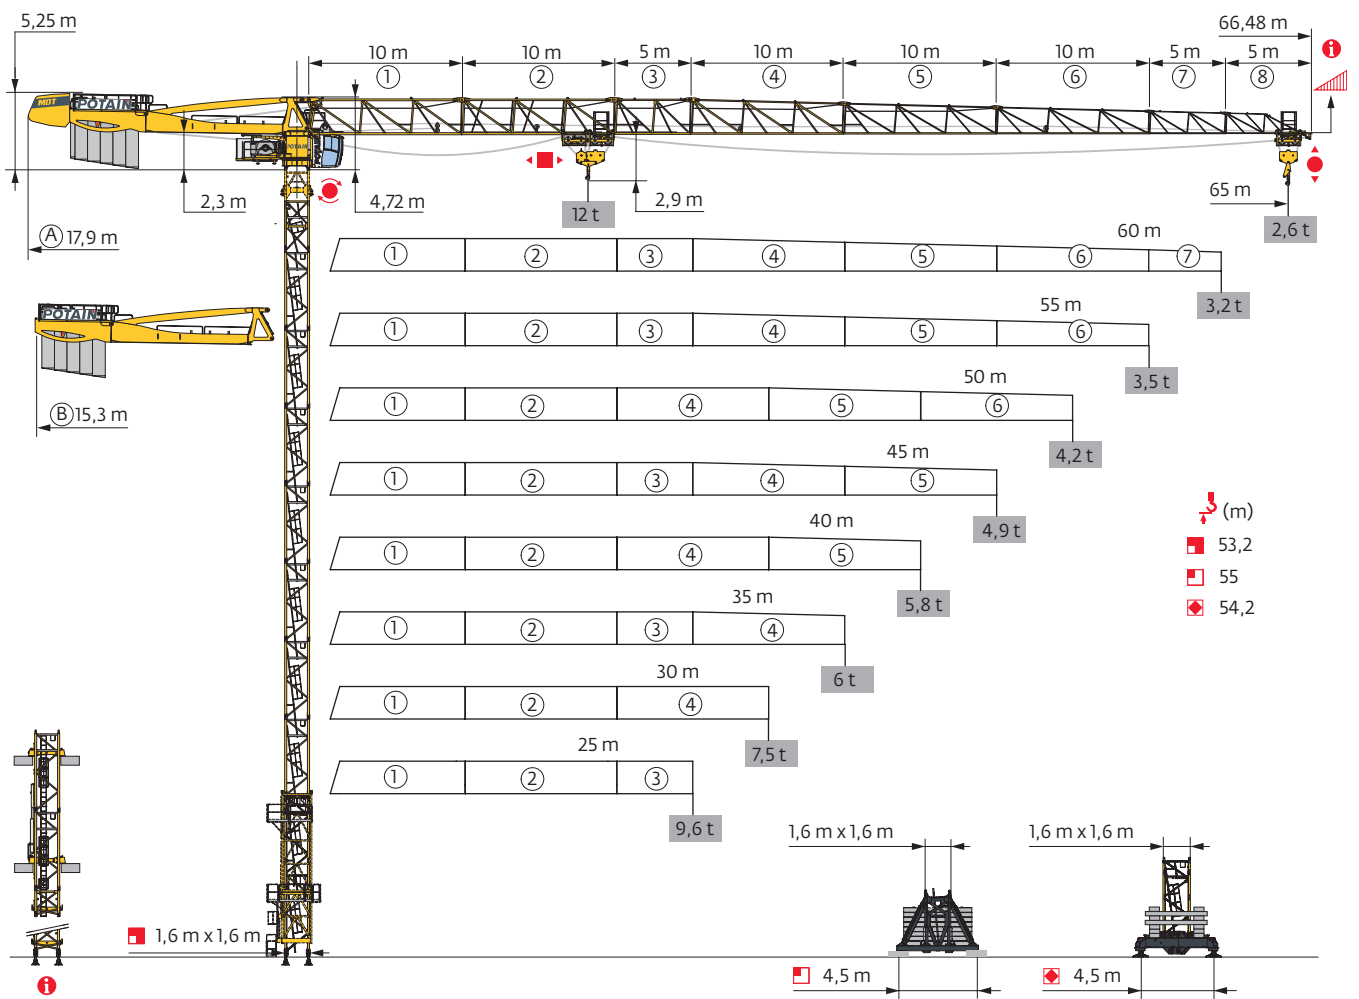 5,25 m
66,48 m
10 m
10 m
5 m
10 m
10 m
10 m
5 m
5 m
i
1
2
3
4
5
6
7
8
MDT
POTAIN
POTAIN
2,3 m
4,72 m
2,9 m
65 m
12 t
2,6 t
A 17,9 m
60 m
1
2
3
4
5
6
7
3,2 t
POTAIN
55 m
1
2
3
4
5
6
3,5 t
50 m
B 15,3 m
1
2
4
5
6
4,2 t
45 m
1
2
3
4
5
4,9 t
(m)
53,2
55
54,2
40 m
1
2
4
5
5,8 t
35 m
1
2
3
4
6 t
30 m
1
2
4
7,5 t
25 m
1
2
3
9,6 t
1,6 m x 1,6 m
1,6 m x 1,6 m
1,6 m x 1,6 m
4,5 m
4,5 m
i